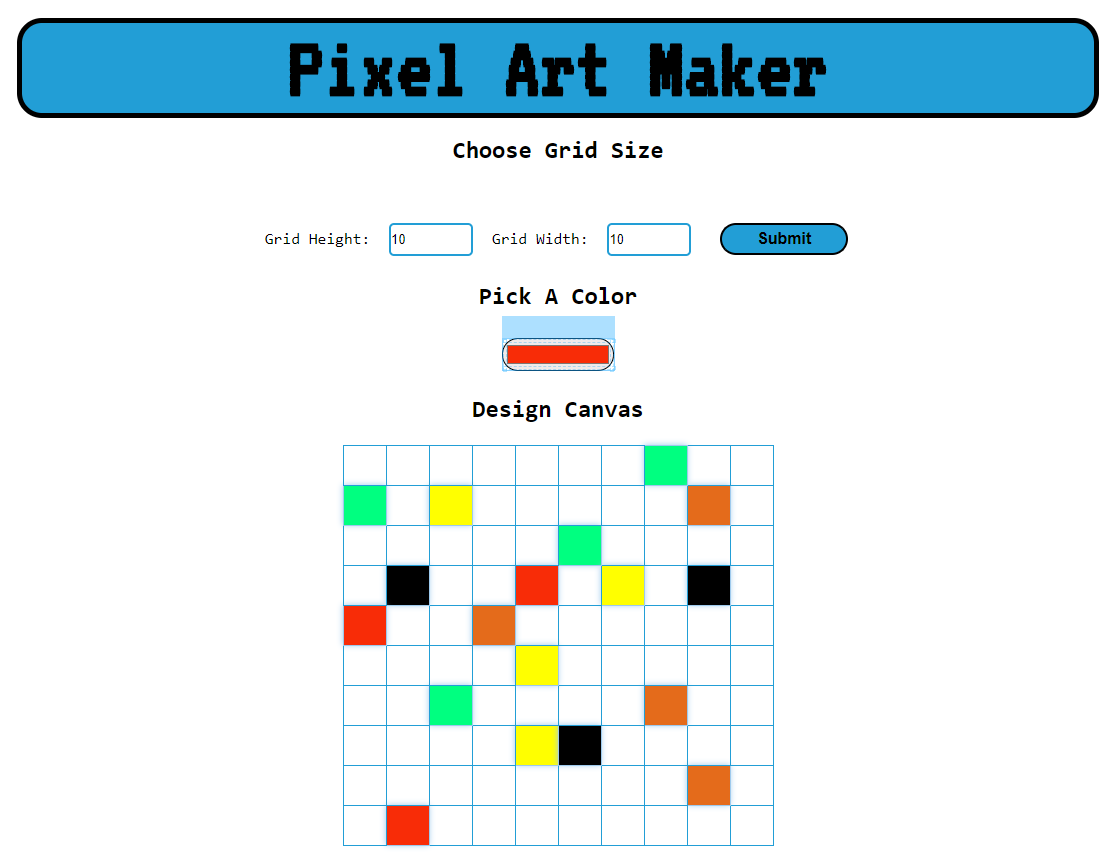 Pixel Art Maker
Choose Grid Size
Grid Height: 10 Grid Width: 10 Submit
Pick A Color
Design Canvas